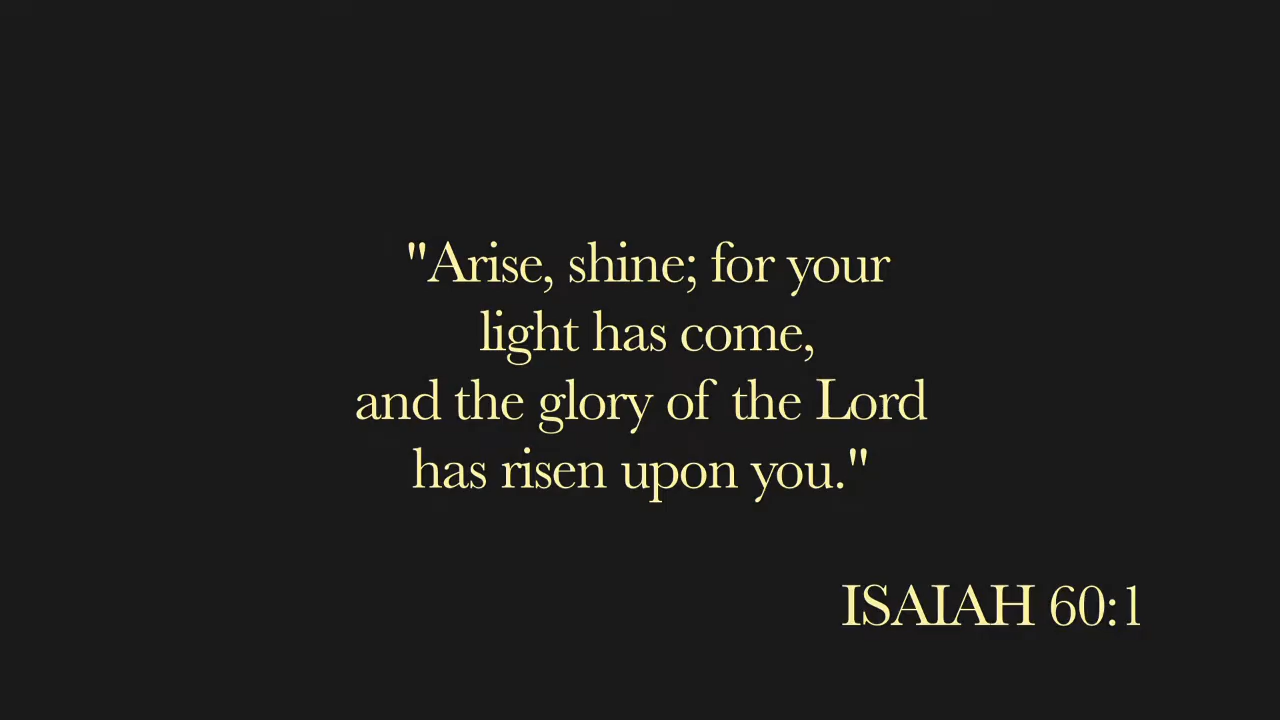 "Arise, shine; for your
light has come,
and the glory of the Lord
has risen upon you."
ISAIAH 60:1